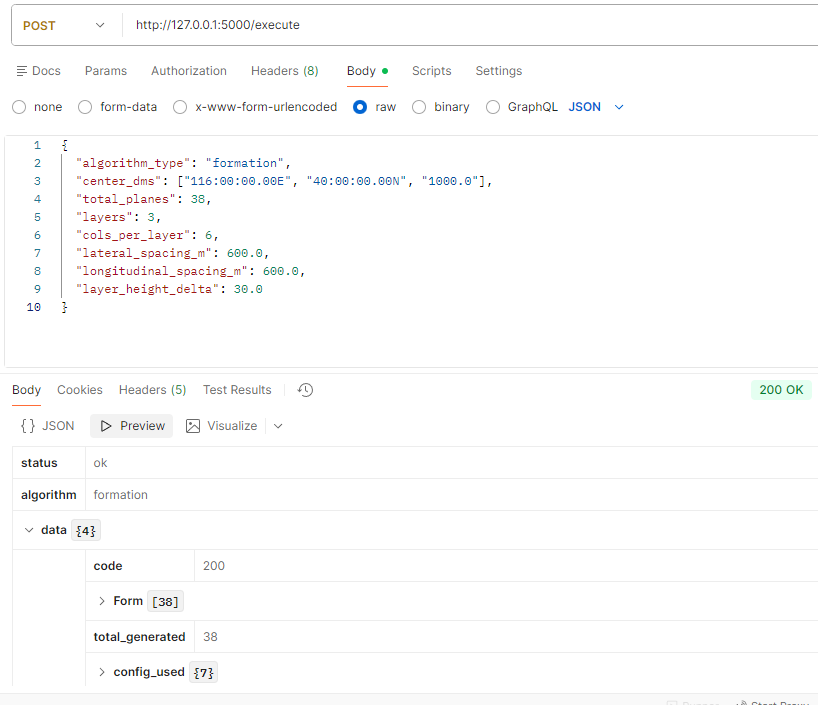 POST http://127.0.0.1:5000/execute
Docs Params Authorization Headers (8) Body Scripts Settings
none form-data x-www-form-urlencoded raw binary GraphQL JSON
1 {
2 "algorithm_type": "formation",
3 "center_dms": ["116:00:00.00E", "40:00:00.00N", "1000.0"],
4 "total_planes": 38,
5 "layers": 3,
6 "cols_per_layer": 6,
7 "lateral_spacing_m": 600.0,
8 "longitudinal_spacing_m": 600.0,
9 "layer_height_delta": 30.0
10 }
Body Cookies Headers (5) Test Results 200 OK
{} JSON Preview Visualize
status ok
algorithm formation
data {4}
code 200
Form [38]
total_generated 38
config_used {7}